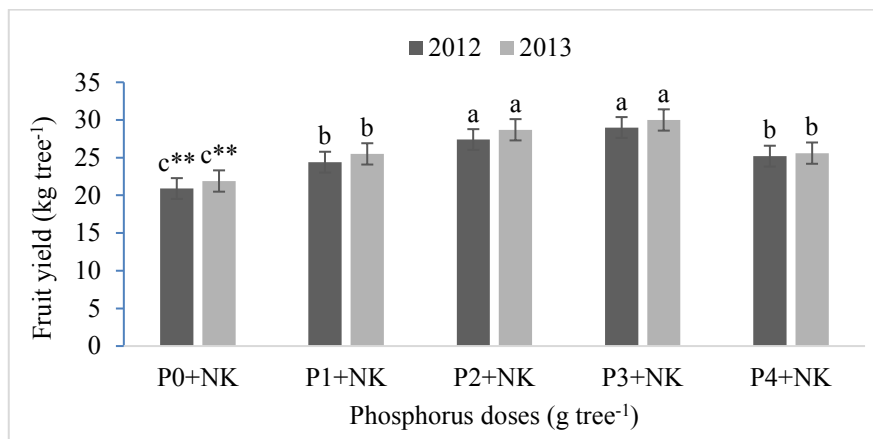 2012 2013
35
30
25
20
15
10
5
0
Fruit yield (kg tree⁻¹)
c** c** b b a a a a b b
P0+NK P1+NK P2+NK P3+NK P4+NK
Phosphorus doses (g tree⁻¹)